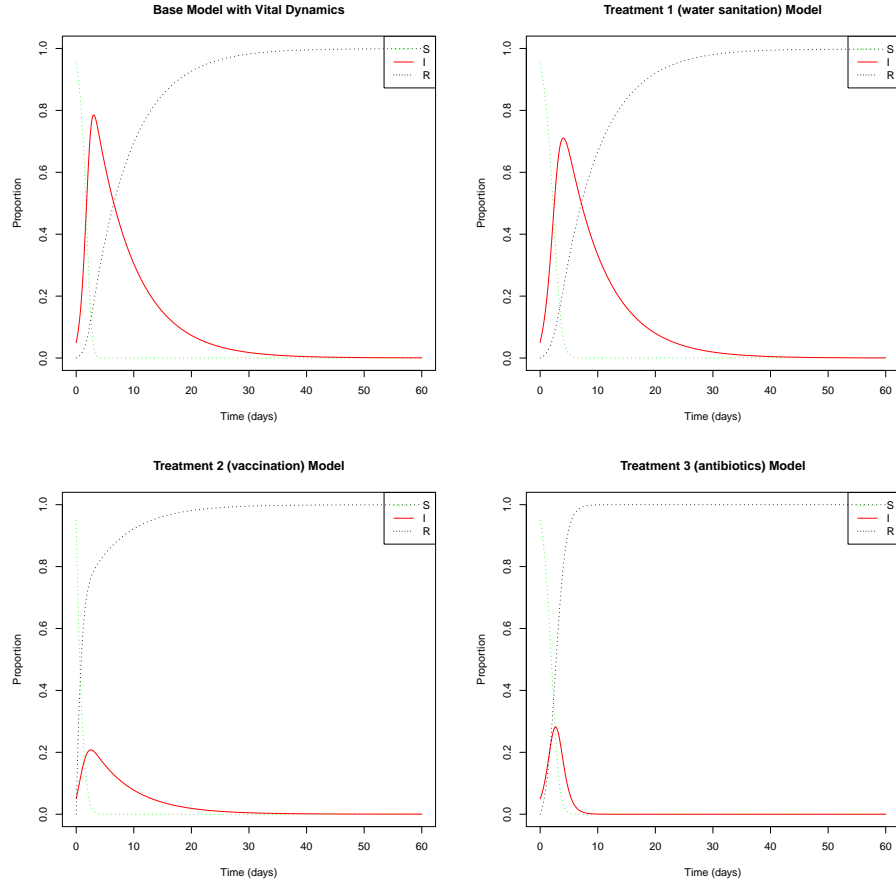 Base Model with Vital Dynamics
S
I
R
1.0
0.8
0.6
0.4
0.2
0.0
Proportion
0 10 20 30 40 50 60
Time (days)
Treatment 1 (water sanitation) Model
S
I
R
1.0
0.8
0.6
0.4
0.2
0.0
Proportion
0 10 20 30 40 50 60
Time (days)
Treatment 2 (vaccination) Model
S
I
R
1.0
0.8
0.6
0.4
0.2
0.0
Proportion
0 10 20 30 40 50 60
Time (days)
Treatment 3 (antibiotics) Model
S
I
R
1.0
0.8
0.6
0.4
0.2
0.0
Proportion
0 10 20 30 40 50 60
Time (days)